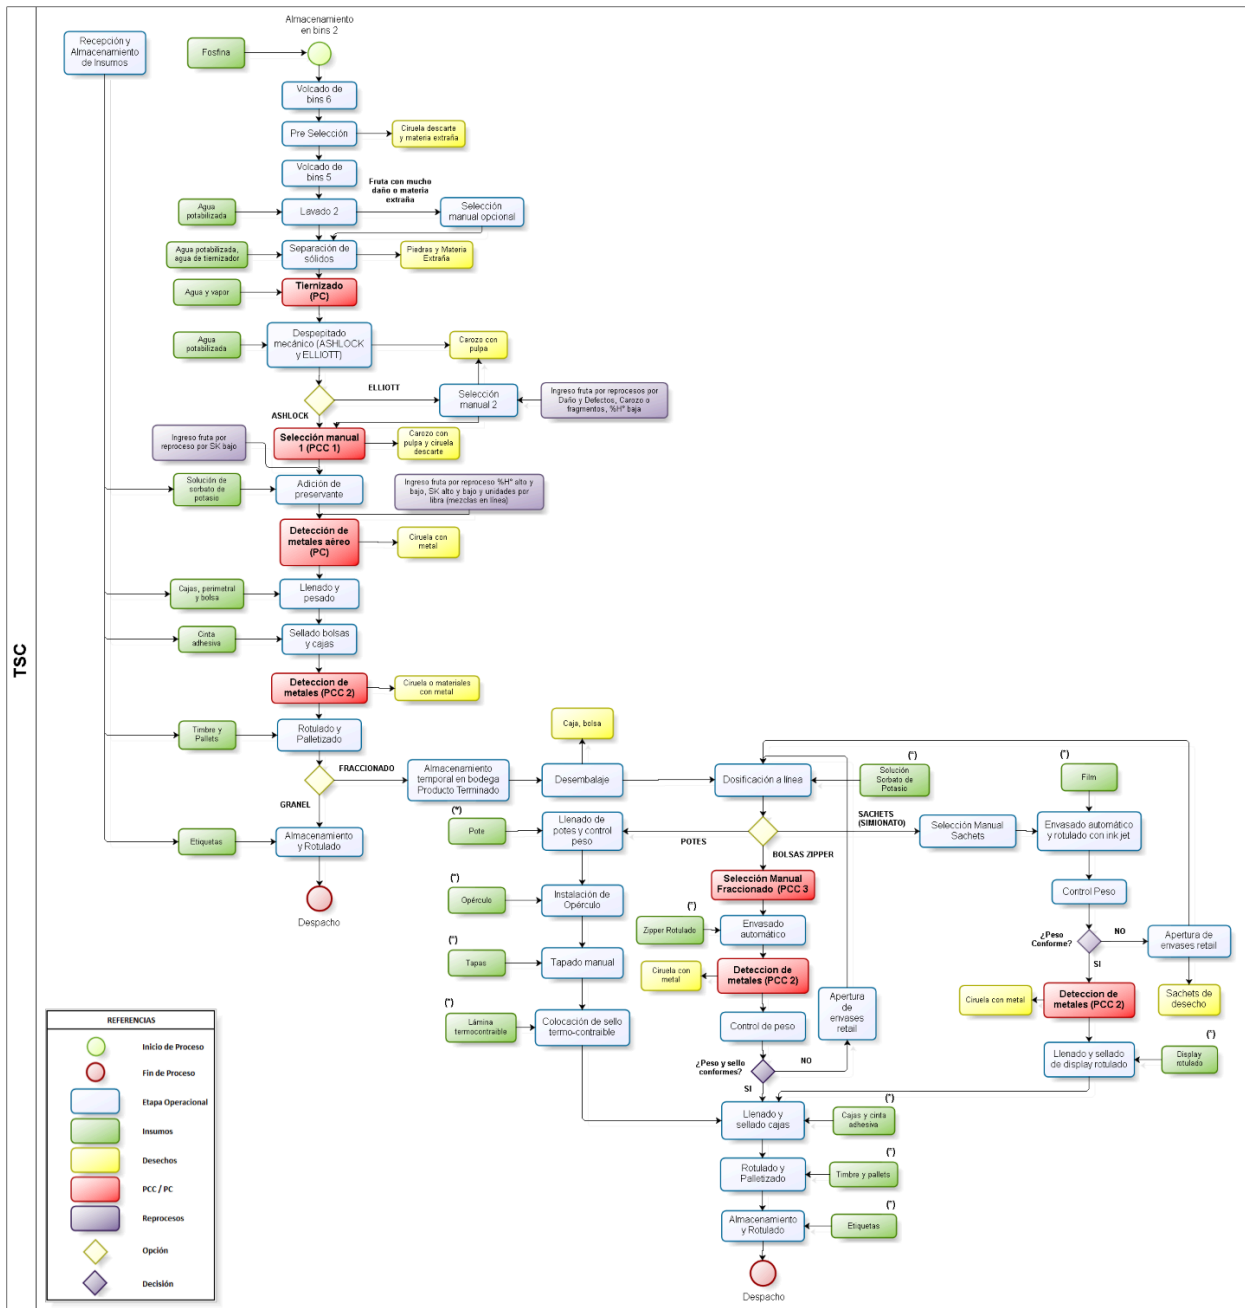 TSC
Recepción y
Almacenamiento
de Insumos
Almacenamiento
en bins 2
Fosfina
Volcado de
bins 6
Pre Selección
Ciruela descarte
y materia extraña
Volcado de
bins 5
Fruta con mucho
daño o materia
extraña
Agua
potabilizada
Lavado 2
Selección
manual opcional
Agua potabilizada,
agua de tiernizador
Separación de
sólidos
Piedras y Materia
Extraña
Agua y vapor
Tiernizado
(PC)
Agua
potabilizada
Despepitado
mecánico (ASHLOCK
y ELLIOTT)
Carozo con
pulpa
ELLIOTT
Selección
manual 2
Ingreso fruta por reprocesos por
Daño y Defectos, Carozo o
fragmentos, %H° baja
ASHLOCK
Ingreso fruta por
reproceso por SK bajo
Selección manual
1 (PCC 1)
Carozo con
pulpa y ciruela
descarte
Solución de
sorbato de
potasio
Adición de
preservante
Ingreso fruta por reproceso %H° alto y
bajo, SK alto y bajo y unidades por
libra (mezclas en línea)
Detección de
metales aéreo
(PC)
Ciruela con
metal
Cajas, perimetral
y bolsa
Llenado y
pesado
Cinta
adhesiva
Sellado bolsas
y cajas
Deteccion de
metales (PCC 2)
Ciruela o materiales
con metal
Timbre y
Pallets
Rotulado y
Palletizado
FRACCIONADO
Almacenamiento
temporal en bodega
Producto Terminado
Caja, bolsa
Desembalaje
Dosificación a línea
(*)
Solución
Sorbato de
Potasio
(*)
Film
GRANEL
Etiquetas
Almacenamiento
y Rotulado
Despacho
(*)
Pote
Llenado de
potes y control
peso
POTES
SACHETS
(SIMIONATO)
Selección Manual
Sachets
Envasado automático
y rotulado con ink jet
BOLSAS ZIPPER
(*)
Opérculo
Instalación de
Opérculo
Selección Manual
Fraccionado (PCC 3
(*)
Zipper Rotulado
Envasado
automático
Control Peso
¿Peso
Conforme?
NO
SI
Apertura de
envases retail
(*)
Tapas
Tapado manual
Ciruela con
metal
Deteccion de
metales (PCC 2)
Apertura
de
envases
retail
Ciruela con metal
Deteccion de
metales (PCC 2)
Sachets de
desecho
(*)
Lámina
termocontraible
Colocación de sello
termo-contraible
Control de peso
¿Peso y sello
conformes?
NO
SI
Llenado y sellado
de display rotulado
(*)
Display
rotulado
Llenado y
sellado cajas
(*)
Cajas y cinta
adhesiva
Rotulado y
Palletizado
(*)
Timbre y pallets
Almacenamiento
y Rotulado
(*)
Etiquetas
Despacho
REFERENCIAS
Inicio de Proceso
Fin de Proceso
Etapa Operacional
Insumos
Desechos
PCC / PC
Reprocesos
Opción
Decisión